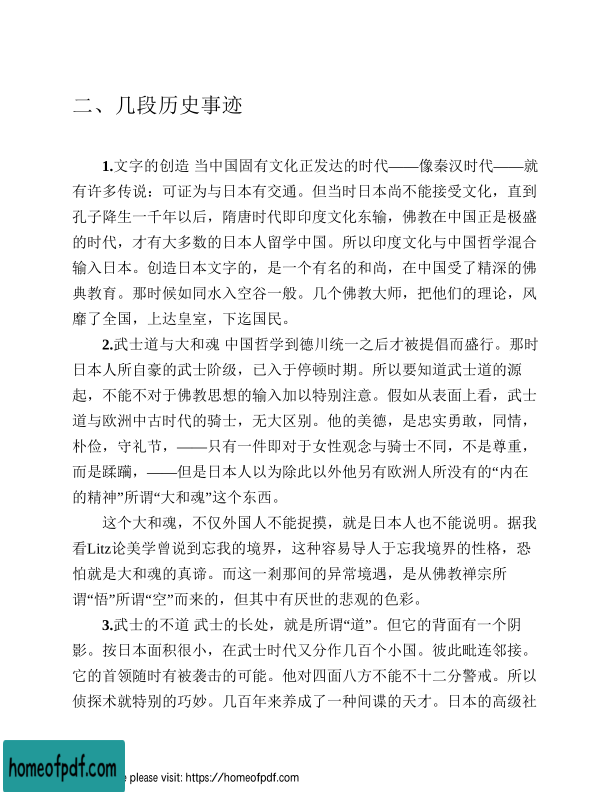 二、几段历史事迹
1.文字的创造 当中国固有文化正发达的时代——像秦汉时代——就
有许多传说：可证为与日本有交通。但当时日本尚不能接受文化，直到
孔子降生一千年以后，隋唐时代即印度文化东输，佛教在中国正是极盛
的时代，才有大多数的日本人留学中国。所以印度文化与中国哲学混合
输入日本。创造日本文字的，是一个有名的和尚，在中国受了精深的佛
典教育。那时候如同水入空谷一般。几个佛教大师，把他们的理论，风
靡了全国，上达皇室，下迄国民。
2.武士道与大和魂 中国哲学到德川统一之后才被提倡而盛行。那时
日本人所自豪的武士阶级，已入于停顿时期。所以要知道武士道的源
起，不能不对于佛教思想的输入加以特别注意。假如从表面上看，武士
道与欧洲中古时代的骑士，无大区别。他的美德，是忠实勇敢，同情，
朴俭，守礼节，——只有一件即对于女性观念与骑士不同，不是尊重，
而是蹂躏，——但是日本人以为除此以外他另有欧洲人所没有的“内在
的精神”所谓“大和魂”这个东西。
这个大和魂，不仅外国人不能捉摸，就是日本人也不能说明。据我
看Litz论美学曾说到忘我的境界，这种容易导人于忘我境界的性格，恐
怕就是大和魂的真谛。而这一剎那间的异常境遇，是从佛教禅宗所
谓“悟”所谓“空”而来的，但其中有厌世的悲观的色彩。
3.武士的不道 武士的长处，就是所谓“道”。但它的背面有一个阴
影。按日本面积很小，在武士时代又分作几百个小国。彼此毗连邻接。
它的首领随时有被袭击的可能。他对四面八方不能不十二分警戒。所以
侦探术就特别的巧妙。几百年来养成了一种间谍的天才。日本的高级社
homeofpdf.com
e please visit: https://homeofpdf.com